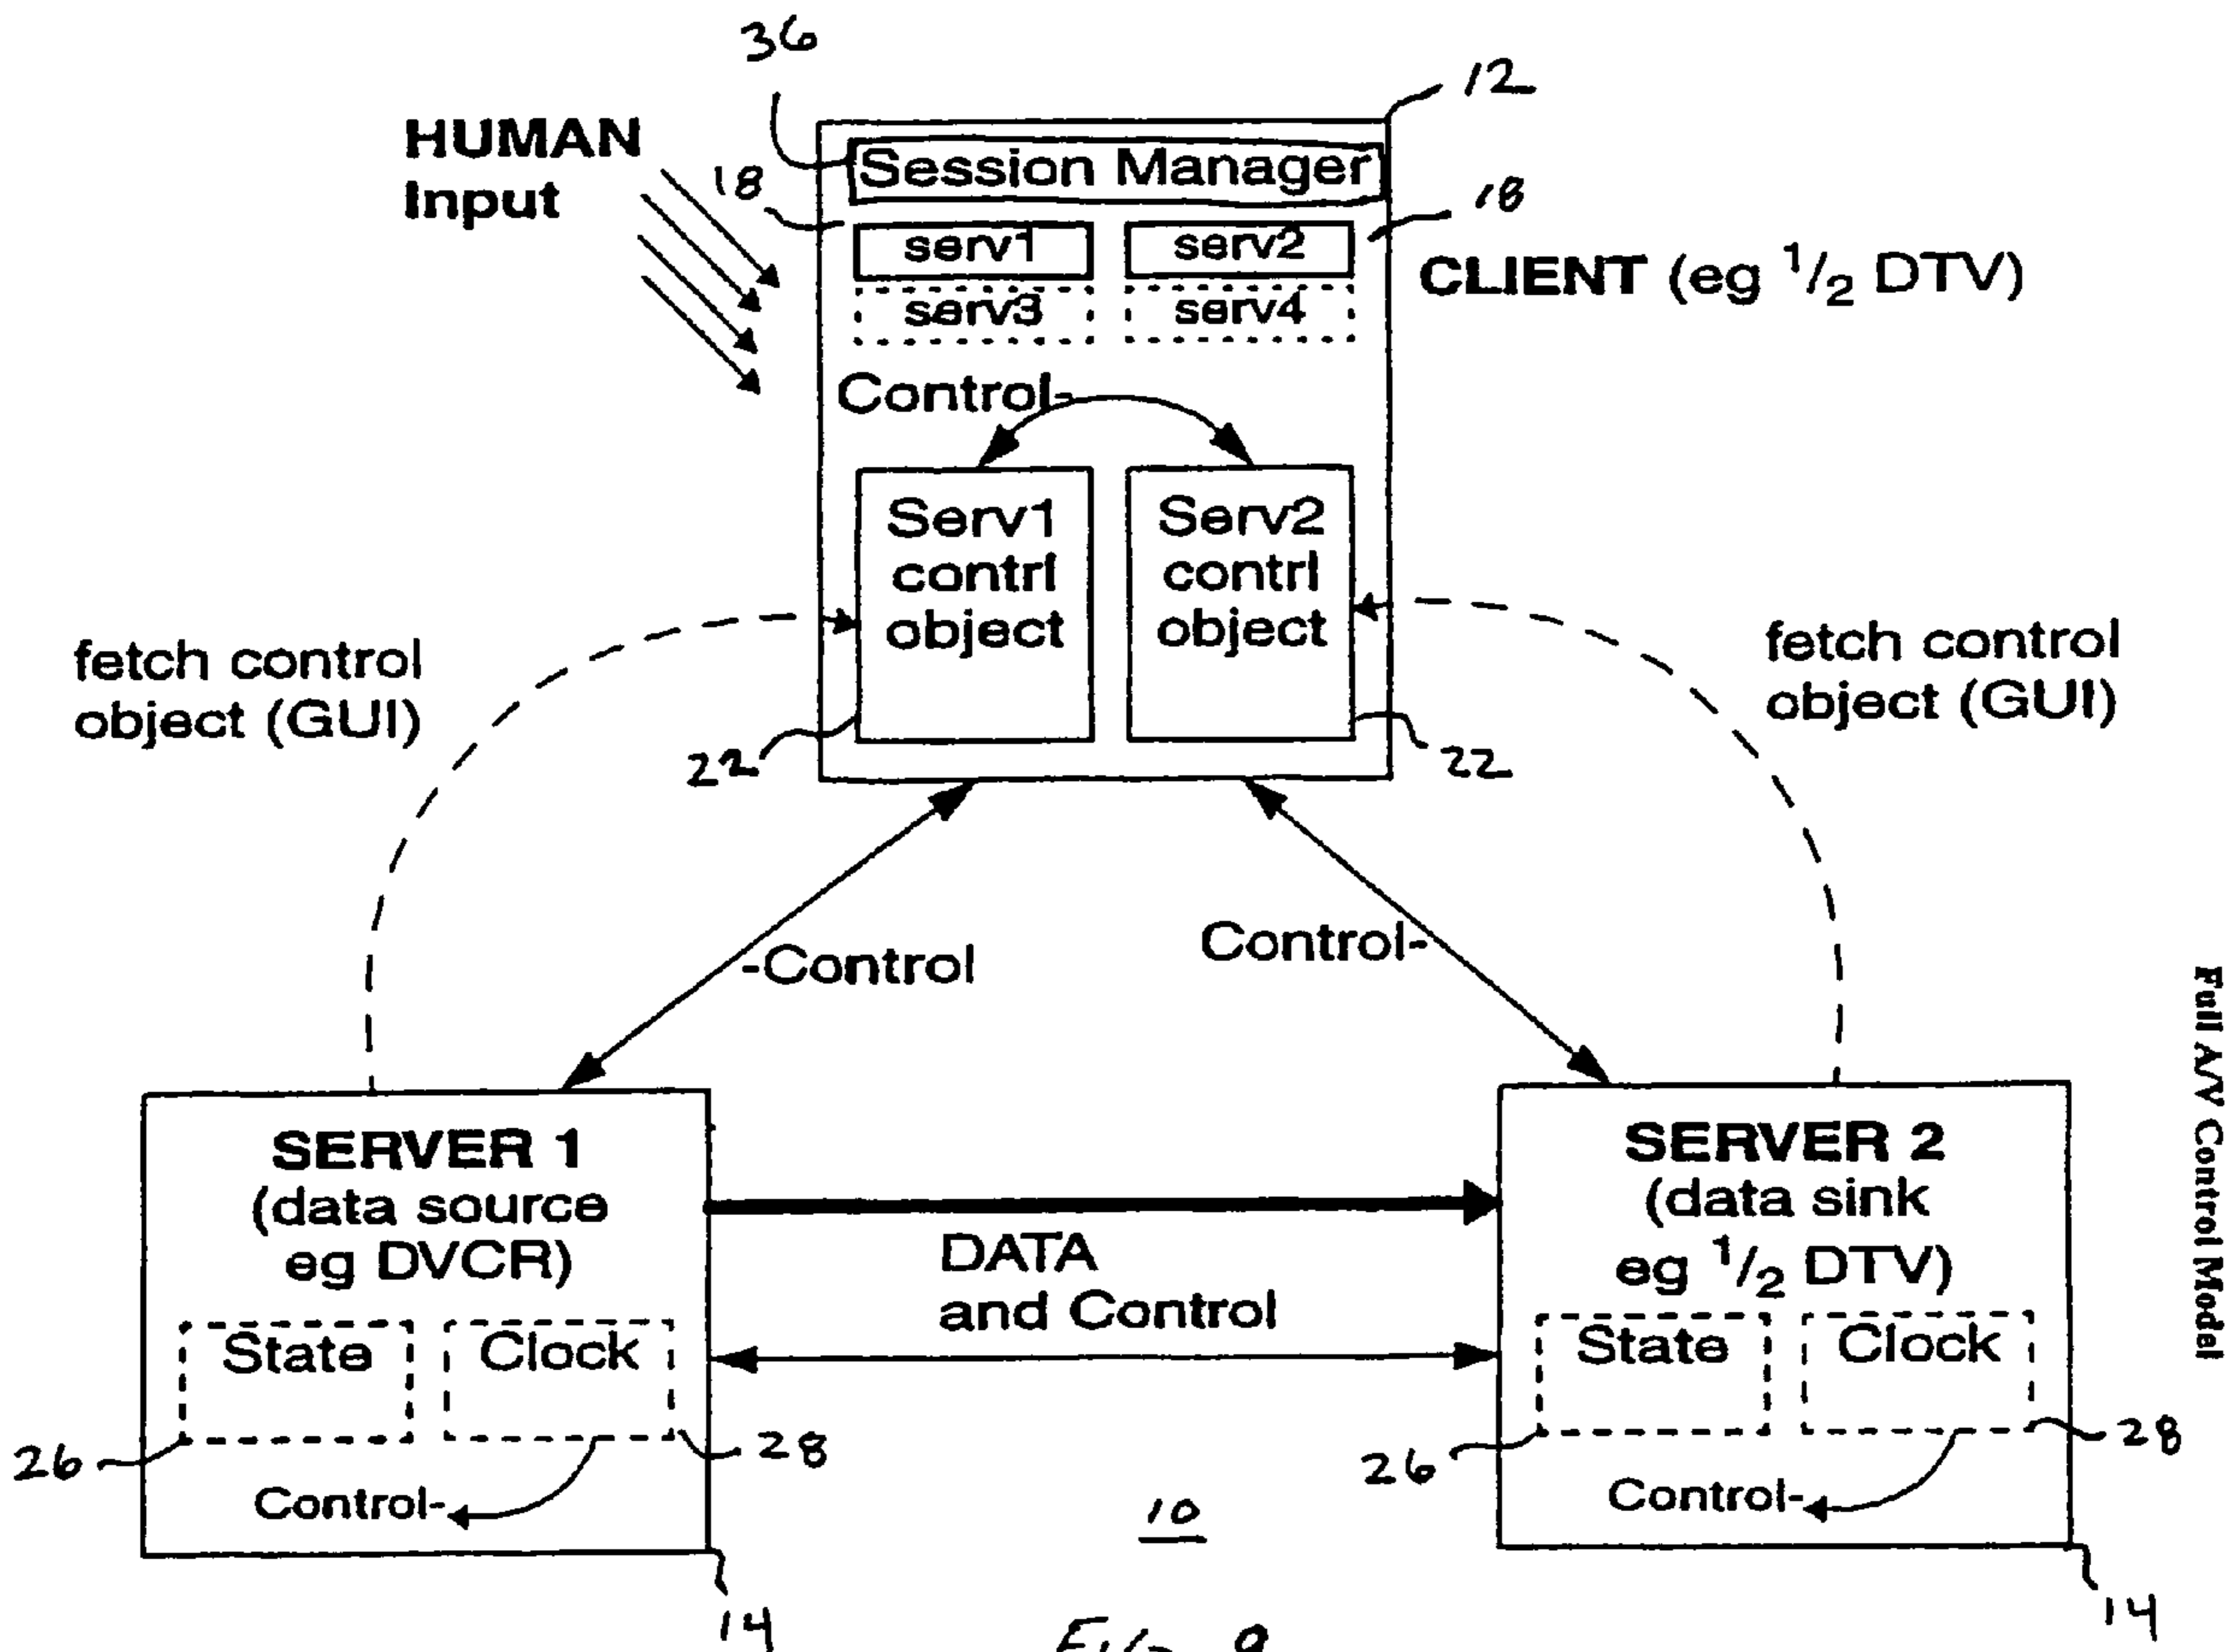 36
12
HUMAN
Input
Session Manager
18
18
serv1
serv2
CLIENT (eg 1/2 DTV)
serv3
serv4
Control-
Serv1
contrl
object
Serv2
contrl
object
fetch control
object (GUI)
fetch control
object (GUI)
22
22
-Control
Control-
Full A/V Control Model
SERVER 1
(data source
eg DVCR)
SERVER 2
(data sink
eg 1/2 DTV)
DATA
and Control
State
Clock
State
Clock
26
28
26
28
Control-
Control-
10
14
14
FIG. 9